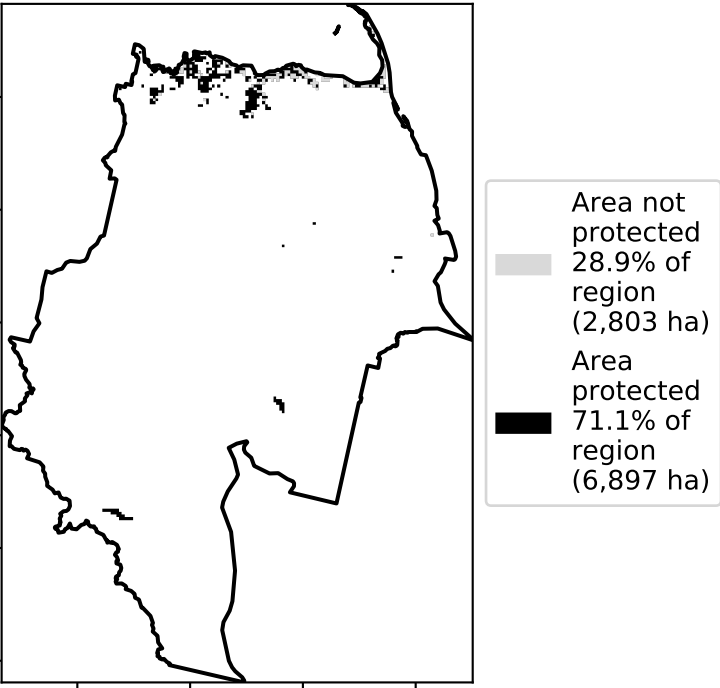 Area not
protected
28.9% of
region
(2,803 ha)
Area
protected
71.1% of
region
(6,897 ha)